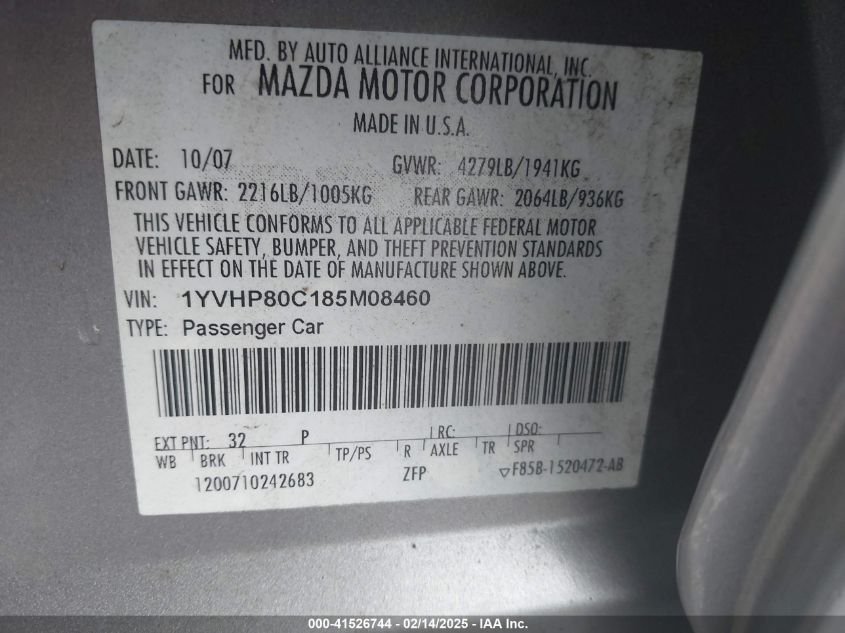 MFD. BY AUTO ALLIANCE INTERNATIONAL, INC.
FOR MAZDA MOTOR CORPORATION
MADE IN U.S.A.
DATE: 10/07 GVWR: 4279LB/1941KG
FRONT GAWR: 2216LB/1005KG REAR GAWR: 2064LB/936KG
THIS VEHICLE CONFORMS TO ALL APPLICABLE FEDERAL MOTOR
VEHICLE SAFETY, BUMPER, AND THEFT PREVENTION STANDARDS
IN EFFECT ON THE DATE OF MANUFACTURE SHOWN ABOVE.
VIN: 1YVHP80C185M08460
TYPE: Passenger Car
EXT PNT: 32 P RC: DSO:
WB BRK INT TR TP/PS R AXLE TR SPR
1200710242683 ZFP ▽F85B-1520472-AB
000-41526744 - 02/14/2025 - IAA Inc.